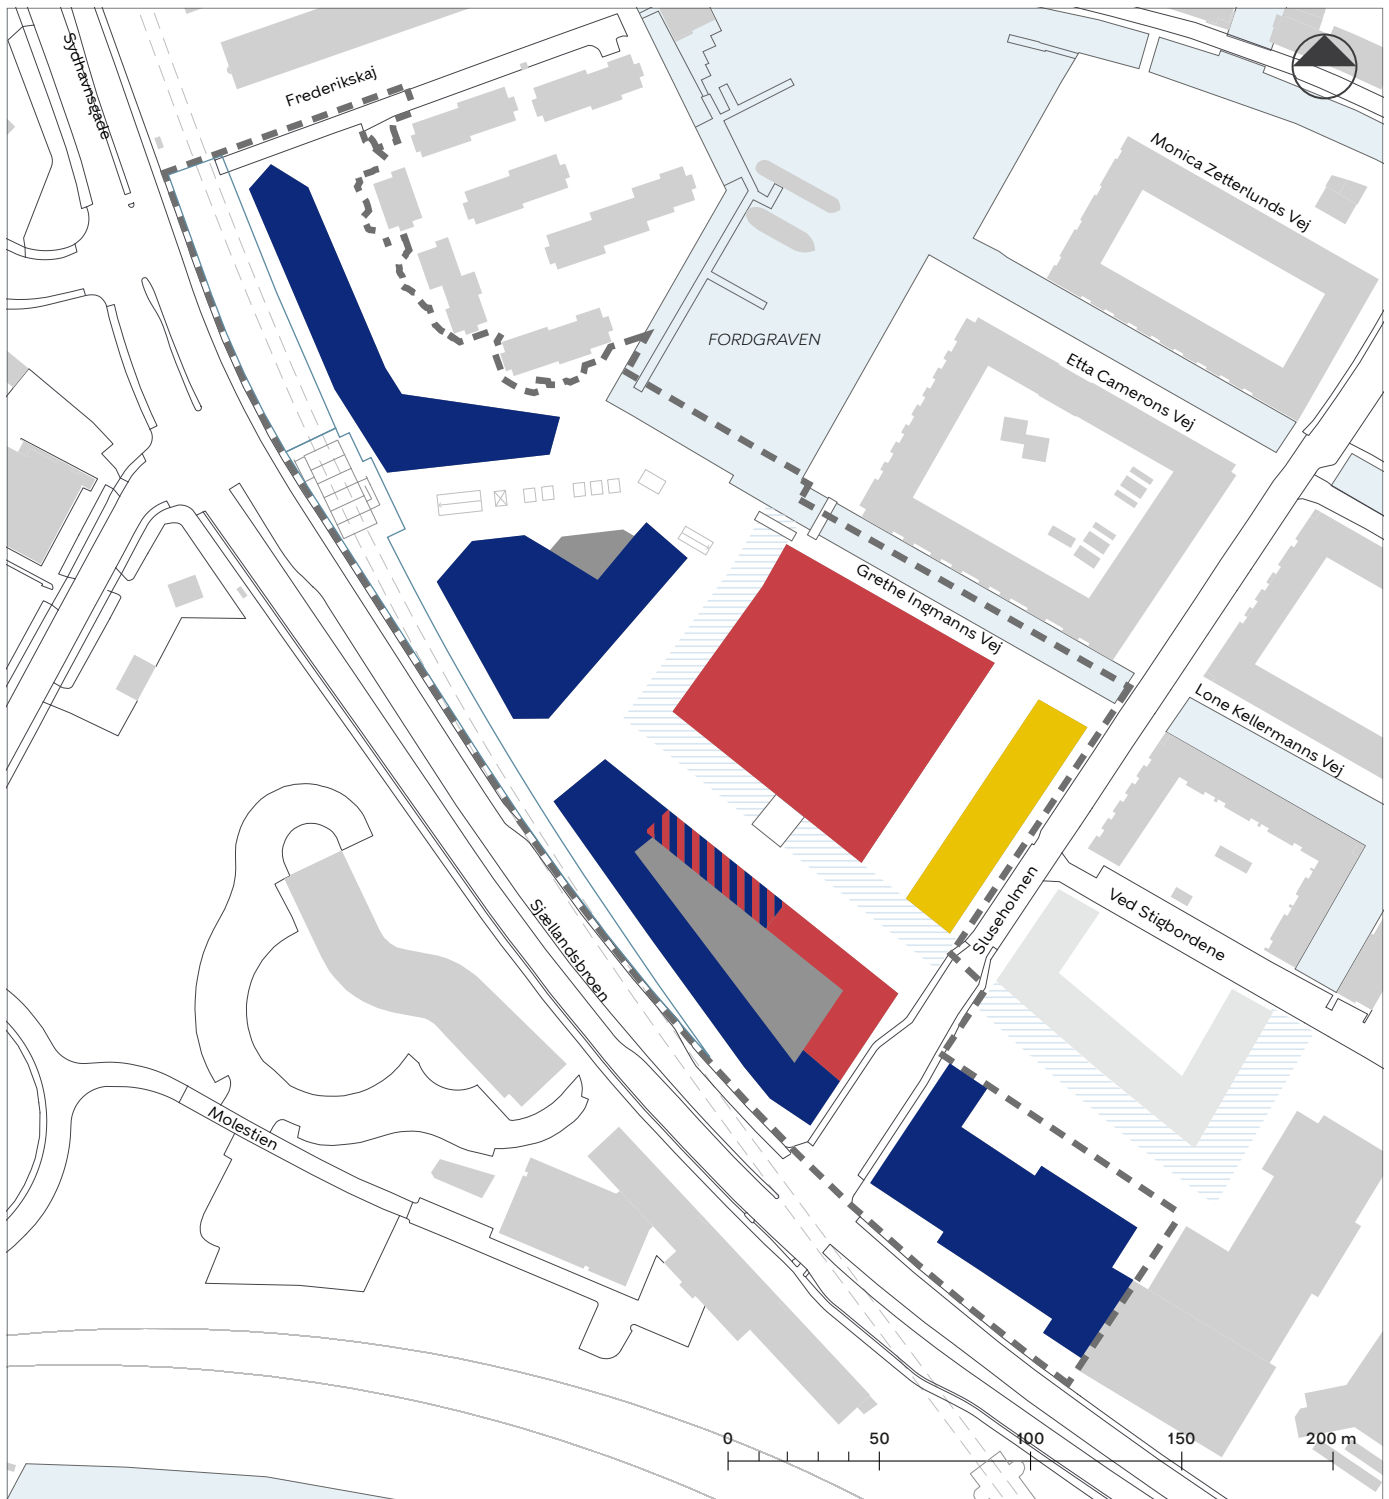 Sydhavnsgade
Frederikskaj
Monica Zetterlunds Vej
FORDGRAVEN
Etta Camerons Vej
Grethe Ingmanns Vej
Lone Kellermanns Vej
Sluseholmen
Ved Stigbordene
Sjællandsbroen
Molestien
0 50 100 150 200 m